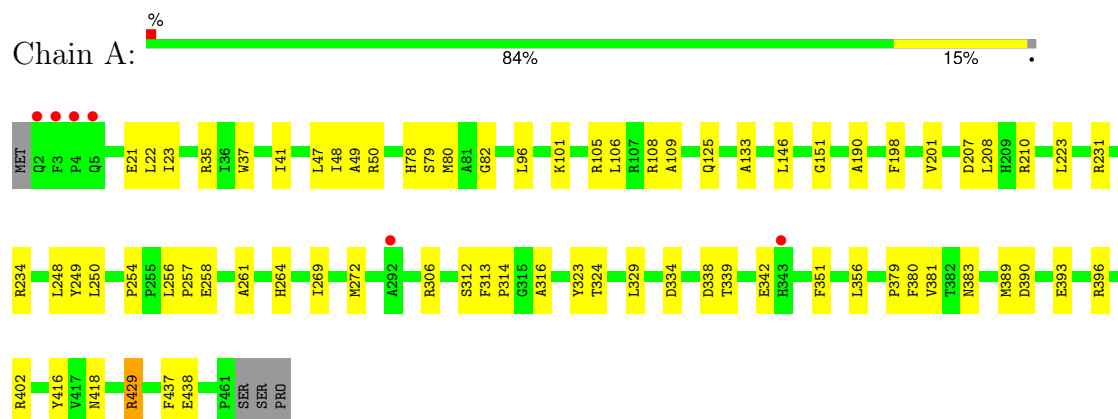 %
Chain A:
84% 15% •
MET Q2 F3 P4 Q5 E21 L22 I23 R35 I36 W37 I41 L47 I48 A49 R50 H78 S79 M80 A81 G82 L96 K101 R105 L106 R107 R108 A109 Q125 A133 L146 G151 A190 F198 V201 D207 L208 H209 R210 L223 R231
R234 L248 Y249 L250 P254 P255 L256 P257 E258 A261 H264 I269 M272 A292 R306 S312 F313 P314 G315 A316 Y323 T324 L329 D334 D338 T339 E342 H343 F351 L356 P379 F380 V381 T382 N383 M389 D390 E393 R396
R402 Y416 V417 N418 R429 F437 E438 P461 SER SER PRO